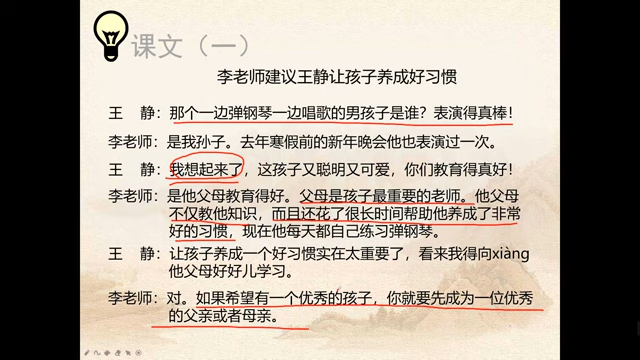 课文（一）
李老师建议王静让孩子养成好习惯
王　静：那个一边弹钢琴一边唱歌的男孩子是谁？表演得真棒！
李老师：是我孙子。去年寒假前的新年晚会他也表演过一次。
王　静：我想起来了，这孩子又聪明又可爱，你们教育得真好！
李老师：是他父母教育得好。父母是孩子最重要的老师。他父母
不仅教他知识，而且还花了很长时间帮助他养成了非常
好的习惯，现在他每天都自己练习弹钢琴。
王　静：让孩子养成一个好习惯实在太重要了，看来我得向xiàng
他父母好好儿学习。
李老师：对。如果希望有一个优秀的孩子，你就要先成为一位优秀
的父亲或者母亲。